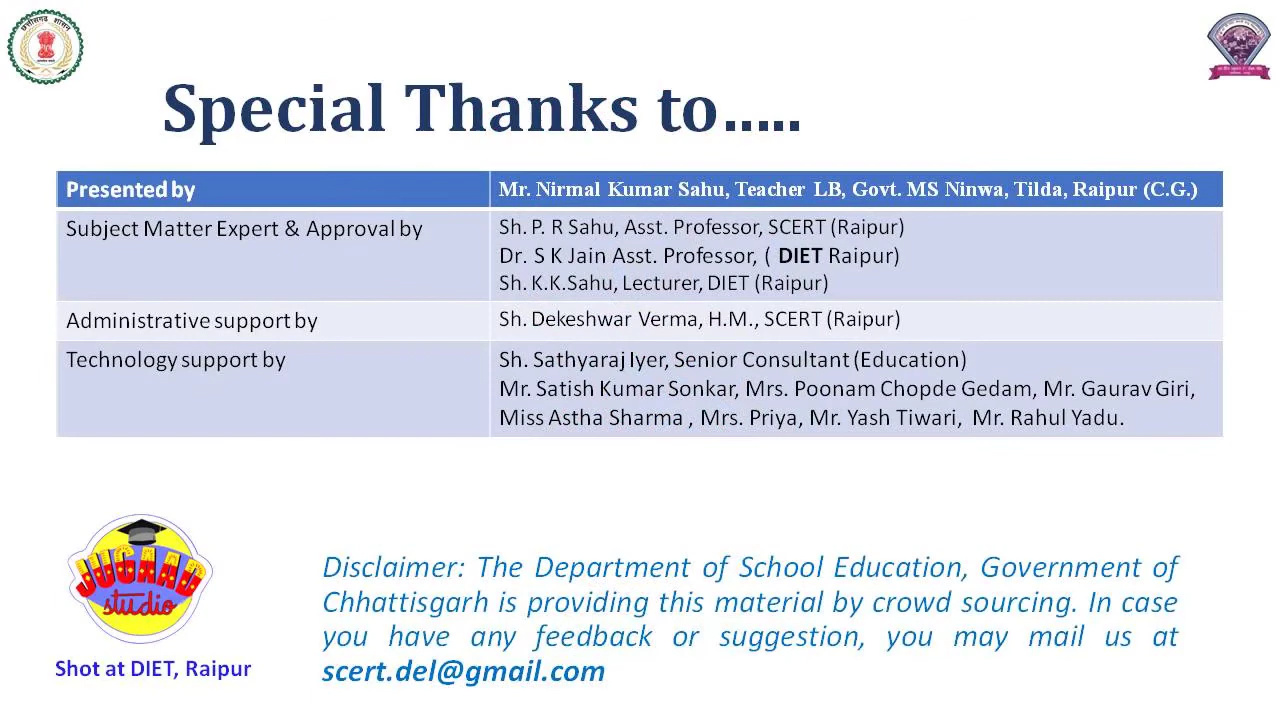 छत्तीसगढ़ शासन
Special Thanks to.....
Presented by
Mr. Nirmal Kumar Sahu, Teacher LB, Govt. MS Ninwa, Tilda, Raipur (C.G.)
Subject Matter Expert & Approval by
Sh. P. R Sahu, Asst. Professor, SCERT (Raipur)
Dr. S K Jain Asst. Professor, ( DIET Raipur)
Sh. K.K.Sahu, Lecturer, DIET (Raipur)
Administrative support by
Sh. Dekeshwar Verma, H.M., SCERT (Raipur)
Technology support by
Sh. Sathyaraj Iyer, Senior Consultant (Education)
Mr. Satish Kumar Sonkar, Mrs. Poonam Chopde Gedam, Mr. Gaurav Giri,
Miss Astha Sharma , Mrs. Priya, Mr. Yash Tiwari, Mr. Rahul Yadu.
JUGAAD
studio
Shot at DIET, Raipur
Disclaimer: The Department of School Education, Government of
Chhattisgarh is providing this material by crowd sourcing. In case
you have any feedback or suggestion, you may mail us at
scert.del@gmail.com